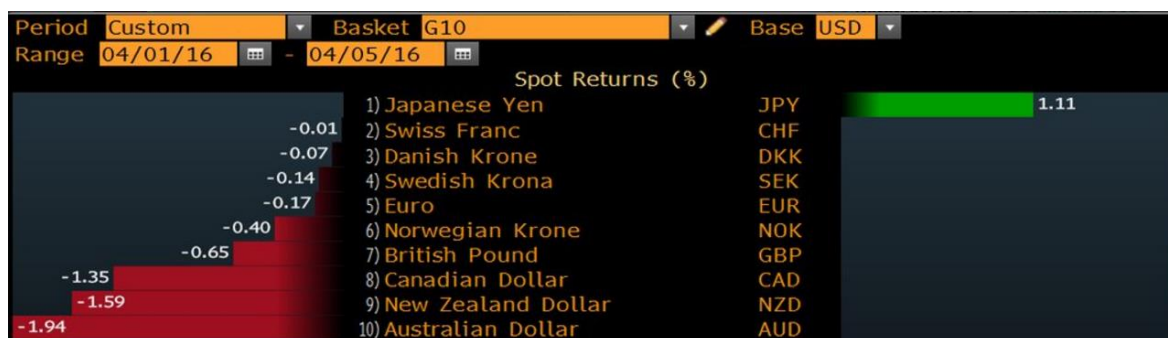 Period Custom Basket G10 Base USD
Range 04/01/16 - 04/05/16
Spot Returns (%)
1) Japanese Yen JPY 1.11
-0.01 2) Swiss Franc CHF
-0.07 3) Danish Krone DKK
-0.14 4) Swedish Krona SEK
-0.17 5) Euro EUR
-0.40 6) Norwegian Krone NOK
-0.65 7) British Pound GBP
-1.35 8) Canadian Dollar CAD
-1.59 9) New Zealand Dollar NZD
-1.94 10) Australian Dollar AUD